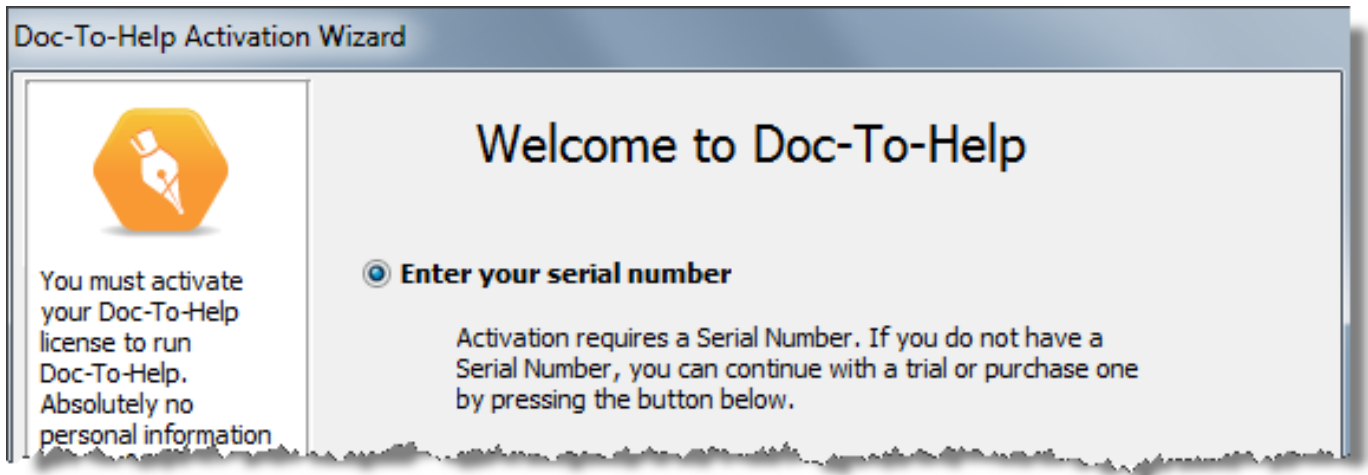 Doc-To-Help Activation Wizard
Welcome to Doc-To-Help
You must activate
your Doc-To-Help
license to run
Doc-To-Help.
Absolutely no
personal information
Enter your serial number
Activation requires a Serial Number. If you do not have a
Serial Number, you can continue with a trial or purchase one
by pressing the button below.